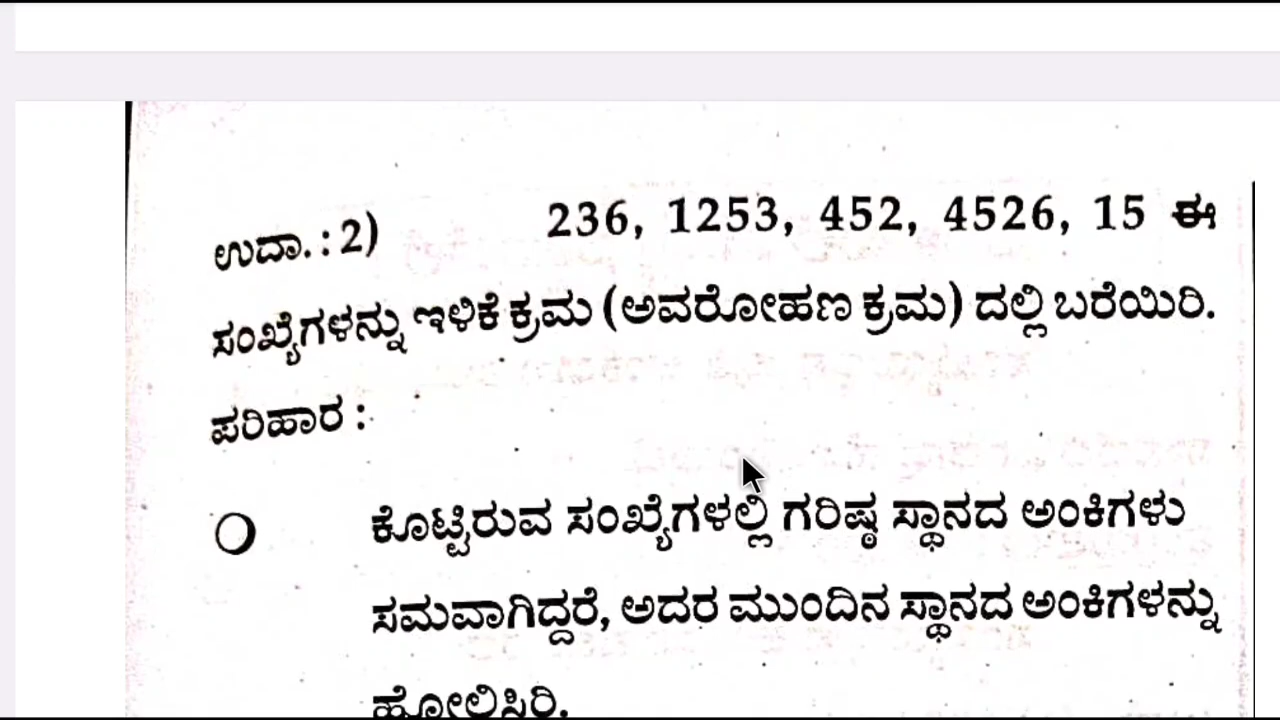 ಉದಾ. : 2) 236, 1253, 452, 4526, 15 ಈ
ಸಂಖ್ಯೆಗಳನ್ನು ಇಳಿಕೆ ಕ್ರಮ (ಅವರೋಹಣ ಕ್ರಮ) ದಲ್ಲಿ ಬರೆಯಿರಿ.
ಪರಿಹಾರ :
ಕೊಟ್ಟಿರುವ ಸಂಖ್ಯೆಗಳಲ್ಲಿ ಗರಿಷ್ಠ ಸ್ಥಾನದ ಅಂಕಿಗಳು
ಸಮವಾಗಿದ್ದರೆ, ಅದರ ಮುಂದಿನ ಸ್ಥಾನದ ಅಂಕಿಗಳನ್ನು
ಹೋಲಿಸಿರಿ.